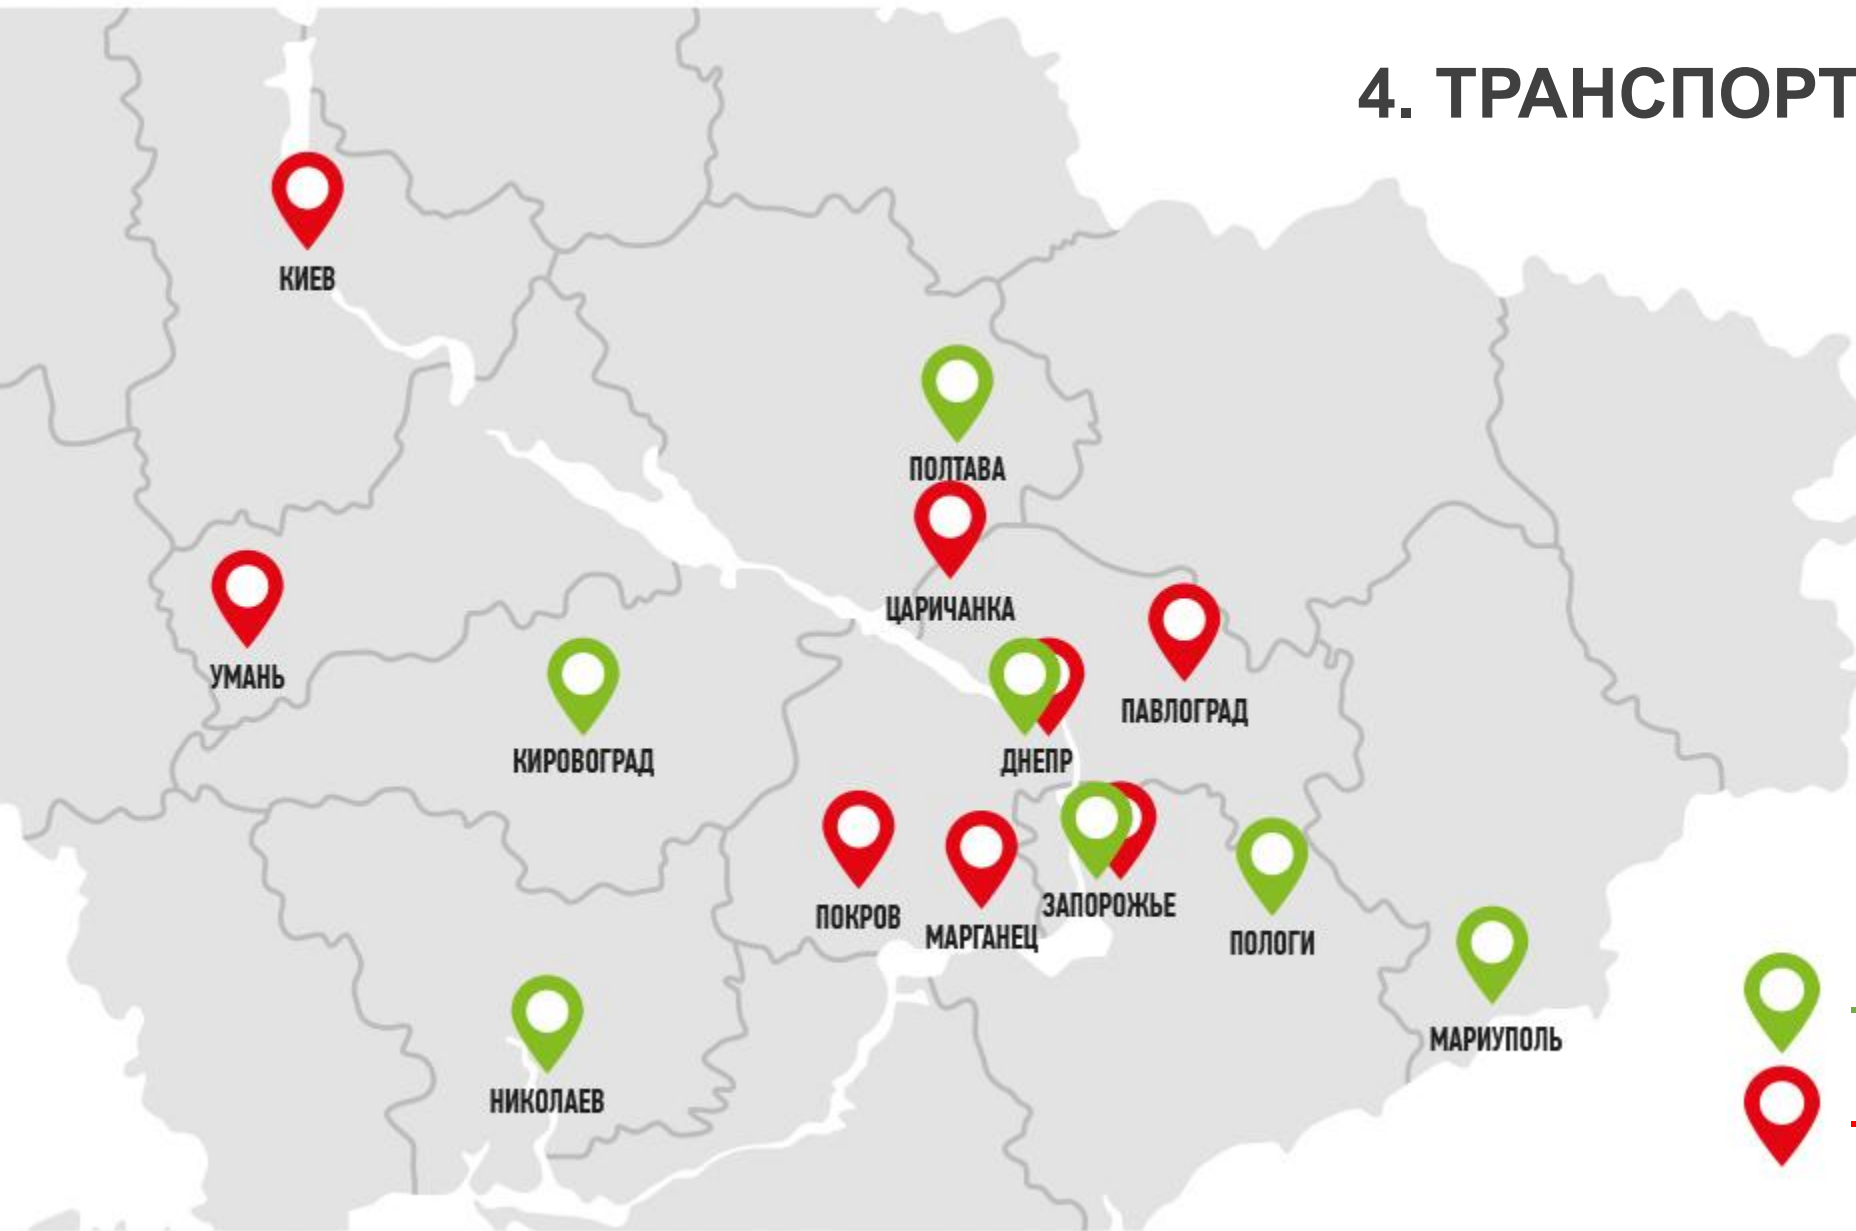 4. ТРАНСПОРТ
КИЕВ
ПОЛТАВА
ЦАРИЧАНКА
УМАНЬ
ПАВЛОГРАД
КИРОВОГРАД
ДНЕПР
ПОКРОВ
МАРГАНЕЦ
ЗАПОРОЖЬЕ
ПОЛОГИ
МАРИУПОЛЬ
НИКОЛАЕВ